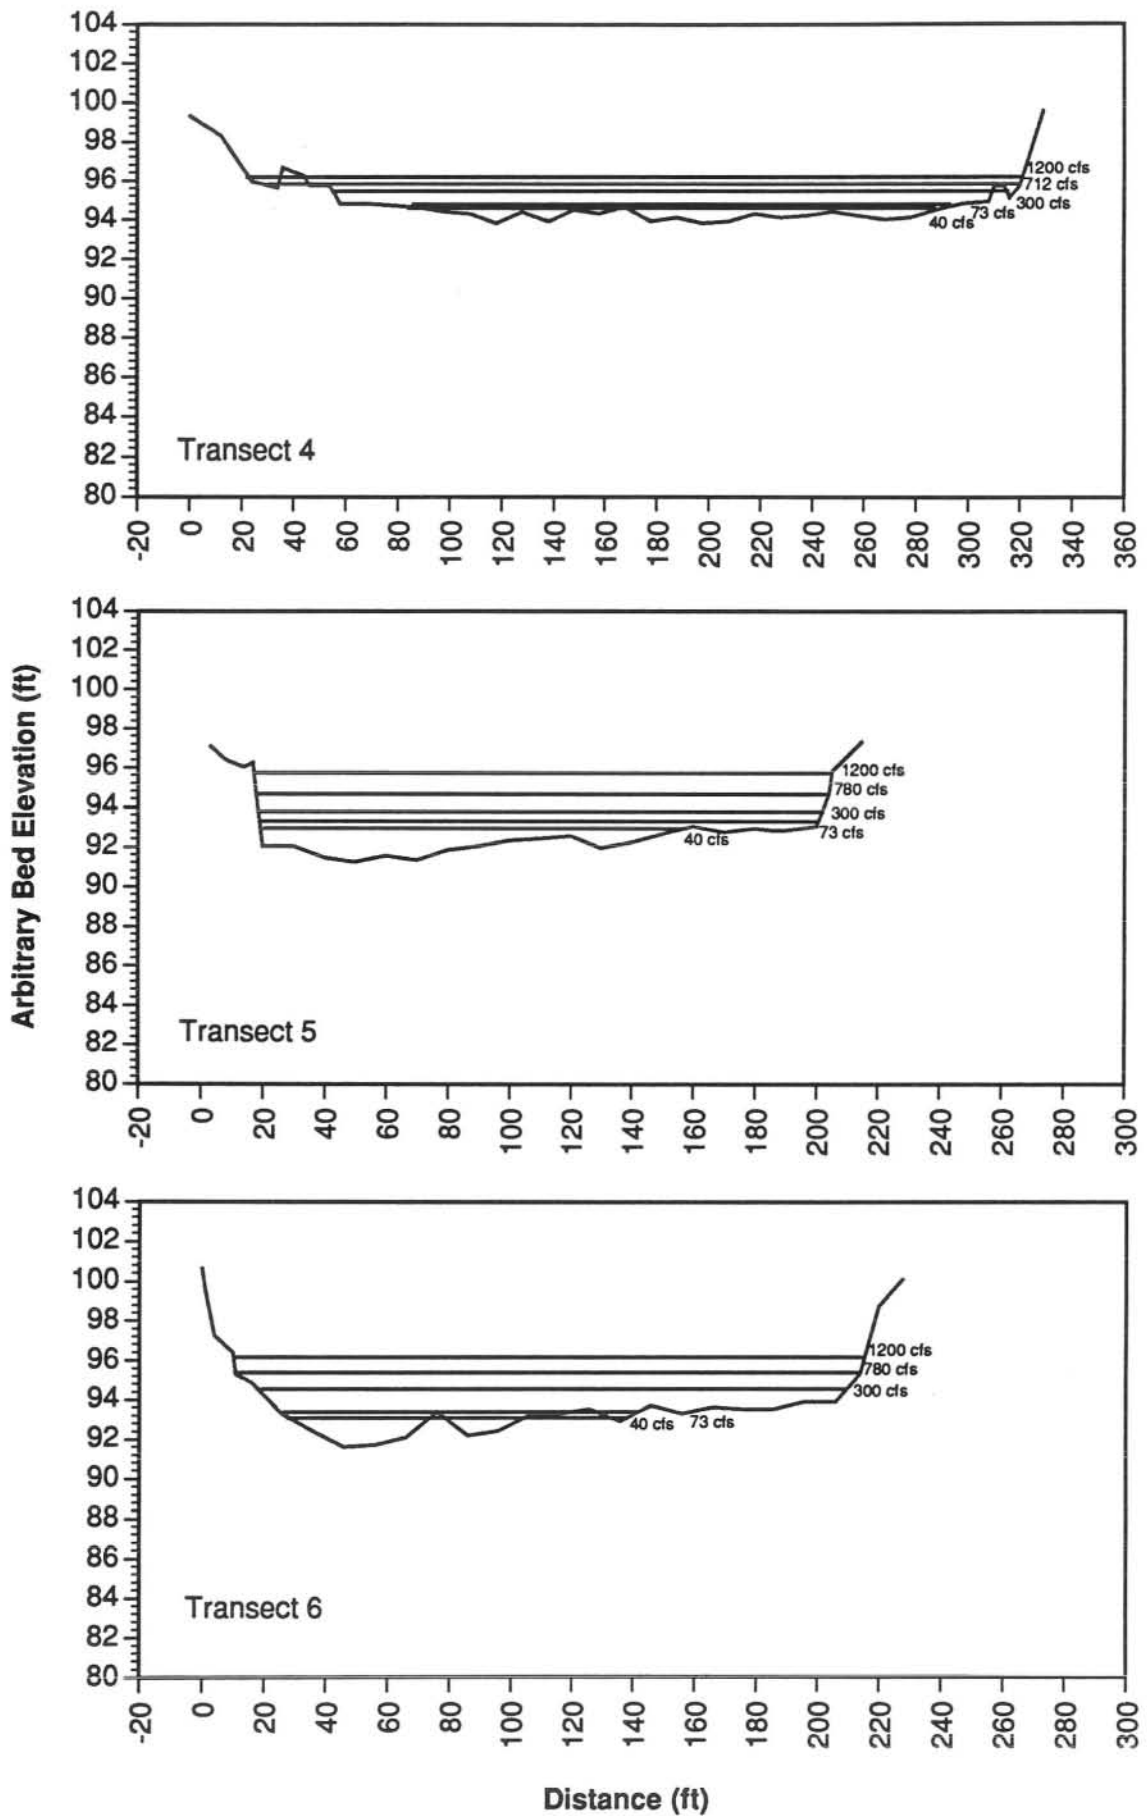 104
102
100
98
96
94
92
90
88
86
84
82
80
1200 cfs
712 cfs
300 cfs
73 cfs
40 cfs
Transect 4
-20 0 20 40 60 80 100 120 140 160 180 200 220 240 260 280 300 320 340 360
Arbitrary Bed Elevation (ft)
104
102
100
98
96
94
92
90
88
86
84
82
80
1200 cfs
780 cfs
300 cfs
73 cfs
40 cfs
Transect 5
-20 0 20 40 60 80 100 120 140 160 180 200 220 240 260 280 300
104
102
100
98
96
94
92
90
88
86
84
82
80
1200 cfs
780 cfs
300 cfs
40 cfs 73 cfs
Transect 6
-20 0 20 40 60 80 100 120 140 160 180 200 220 240 260 280 300
Distance (ft)